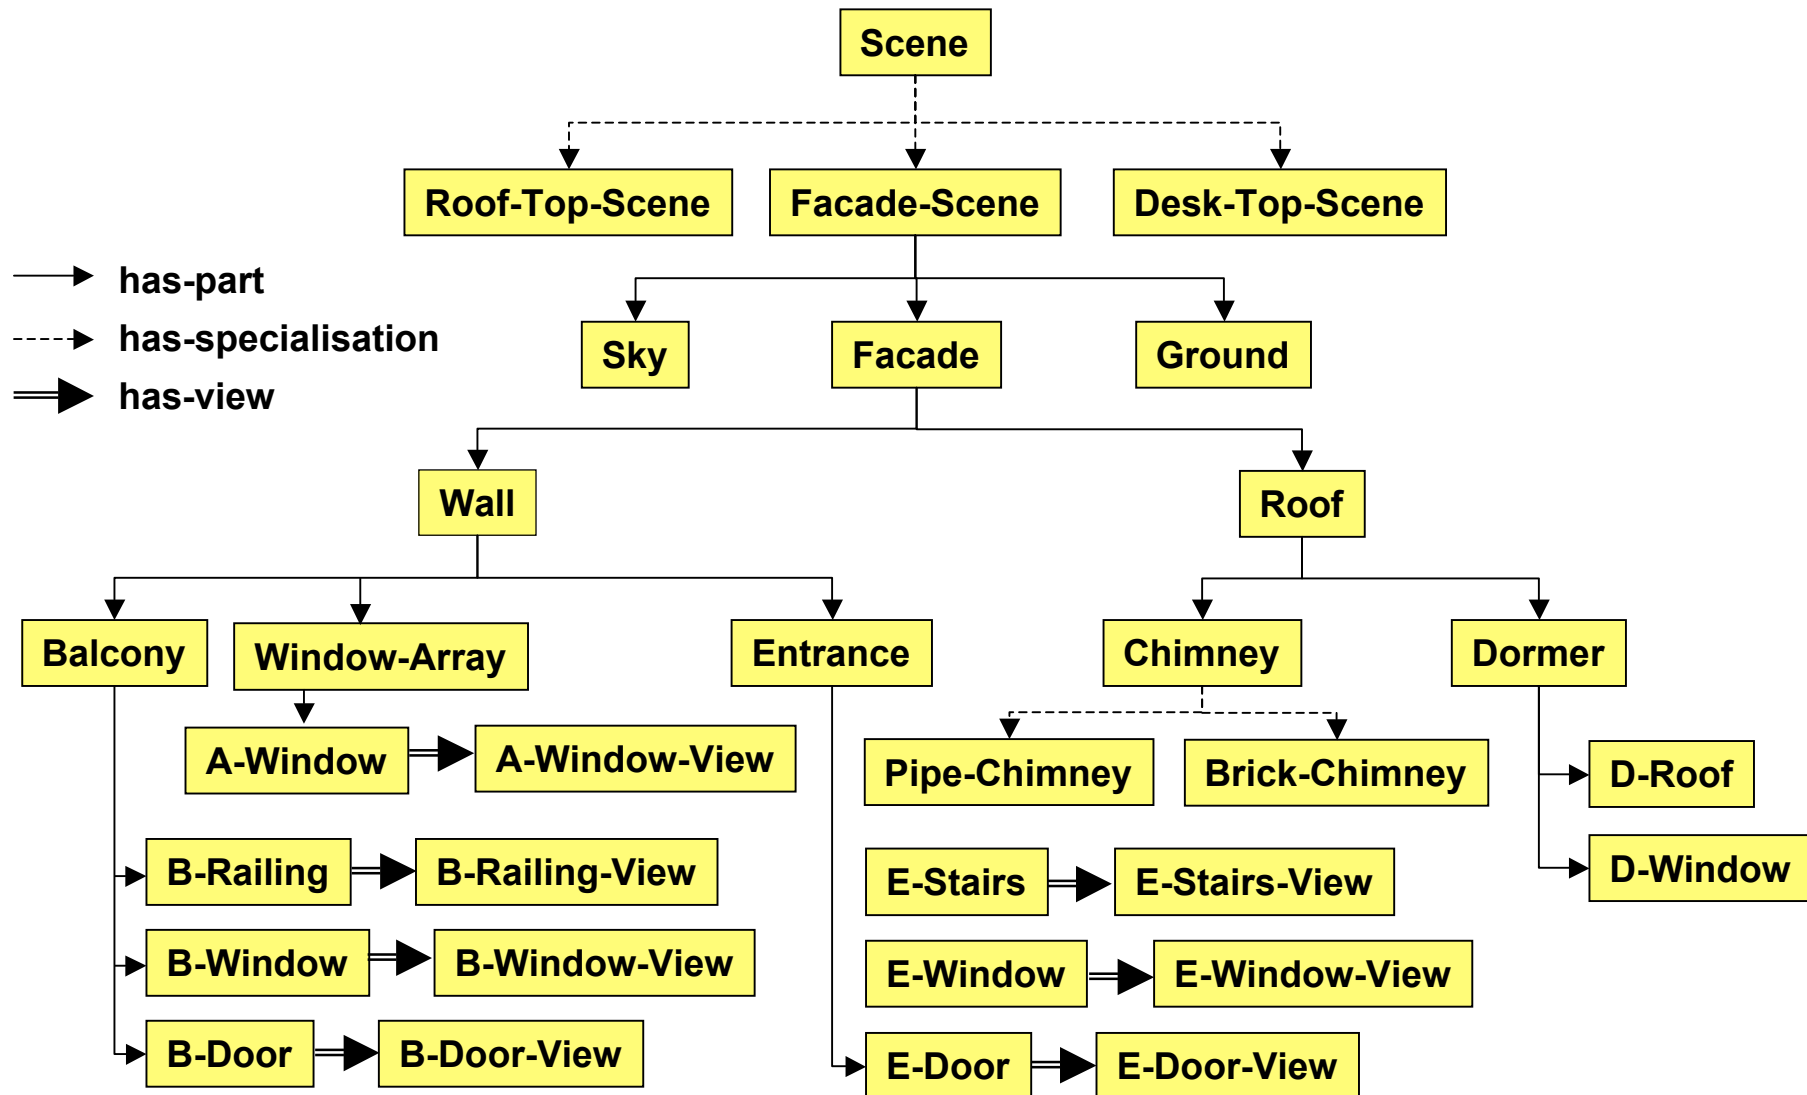 Scene
Roof-Top-Scene
Facade-Scene
Desk-Top-Scene
has-part
has-specialisation
has-view
Sky
Facade
Ground
Wall
Roof
Balcony
Window-Array
Entrance
Chimney
Dormer
A-Window
A-Window-View
Pipe-Chimney
Brick-Chimney
D-Roof
B-Railing
B-Railing-View
E-Stairs
E-Stairs-View
D-Window
B-Window
B-Window-View
E-Window
E-Window-View
B-Door
B-Door-View
E-Door
E-Door-View